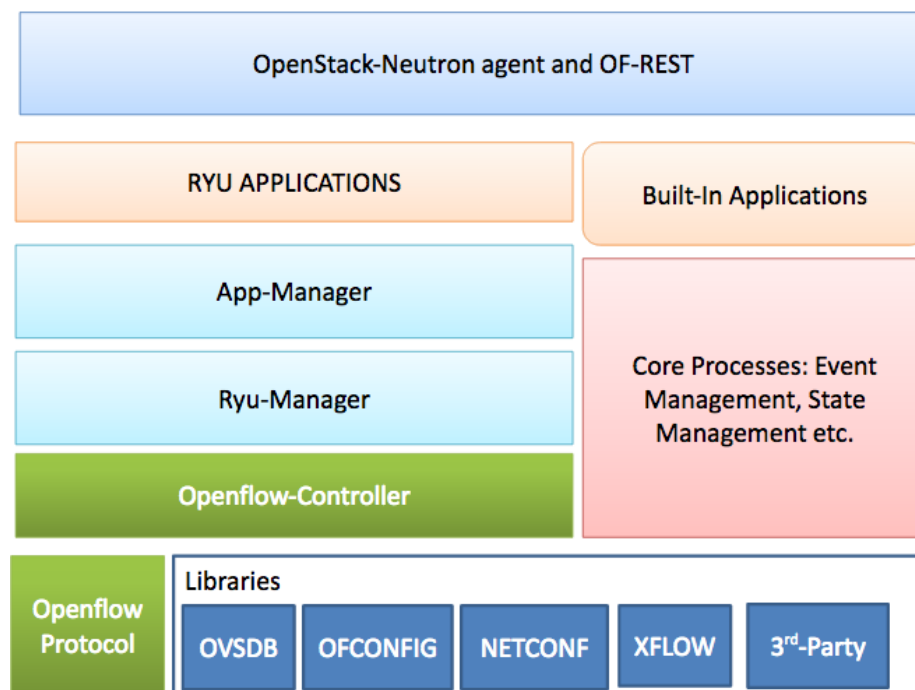 OpenStack-Neutron agent and OF-REST
RYU APPLICATIONS
Built-In Applications
App-Manager
Ryu-Manager
Core Processes: Event
Management, State
Management etc.
Openflow-Controller
Openflow
Protocol
Libraries
OVSDB
OFCONFIG
NETCONF
XFLOW
3rd-Party